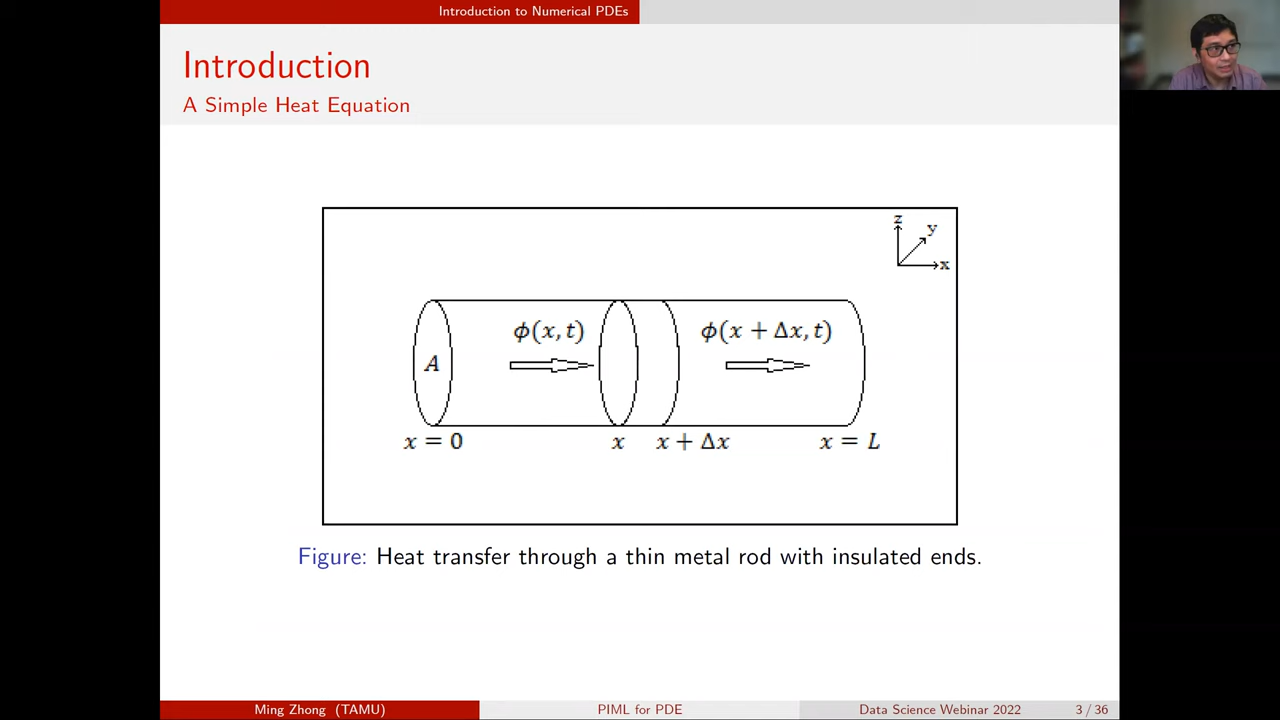 Introduction to Numerical PDEs
Introduction
A Simple Heat Equation
z
y
x
ϕ(x, t)
ϕ(x + Δx, t)
A
x = 0
x
x + Δx
x = L
Figure: Heat transfer through a thin metal rod with insulated ends.
Ming Zhong (TAMU)
PIML for PDE
Data Science Webinar 2022
3 / 36